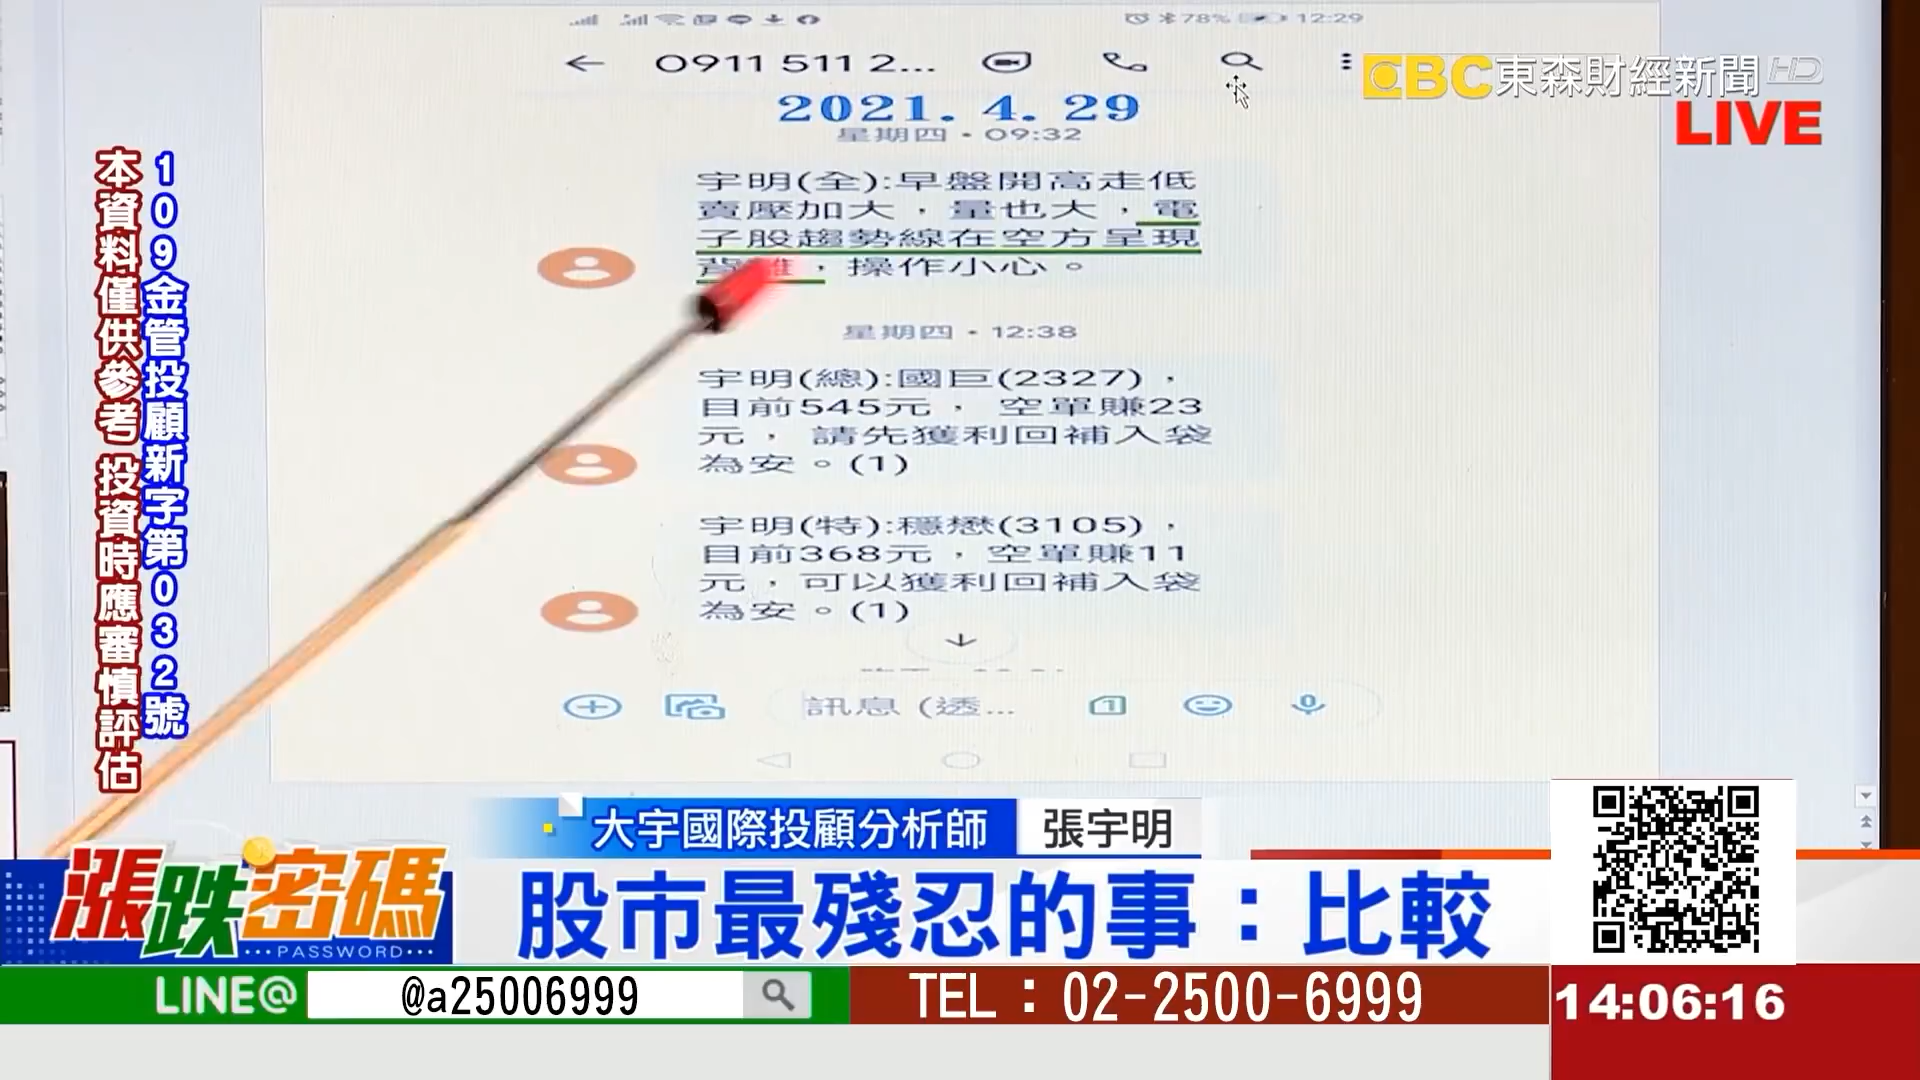 78% 12:29
0911 511 2...
EBC東森財經新聞HD
LIVE
2021. 4. 29
星期四・09:32
宇明(全):早盤開高走低
賣壓加大，量也大，電
子股趨勢線在空方呈現
背離，操作小心。
星期四・12:38
宇明(總):國巨(2327)，
目前545元， 空單賺23
元， 請先獲利回補入袋
為安。(1)
宇明(特):穩懋(3105)，
目前368元，空單賺11
元，可以獲利回補入袋
為安。(1)
訊息 (透...
1
109金管投顧新字第032號
本資料僅供參考 投資時應審慎評估
大宇國際投顧分析師 張宇明
漲跌密碼
PASSWORD
股市最殘忍的事：比較
LINE@ @a25006999
TEL：02-2500-6999
14:06:16